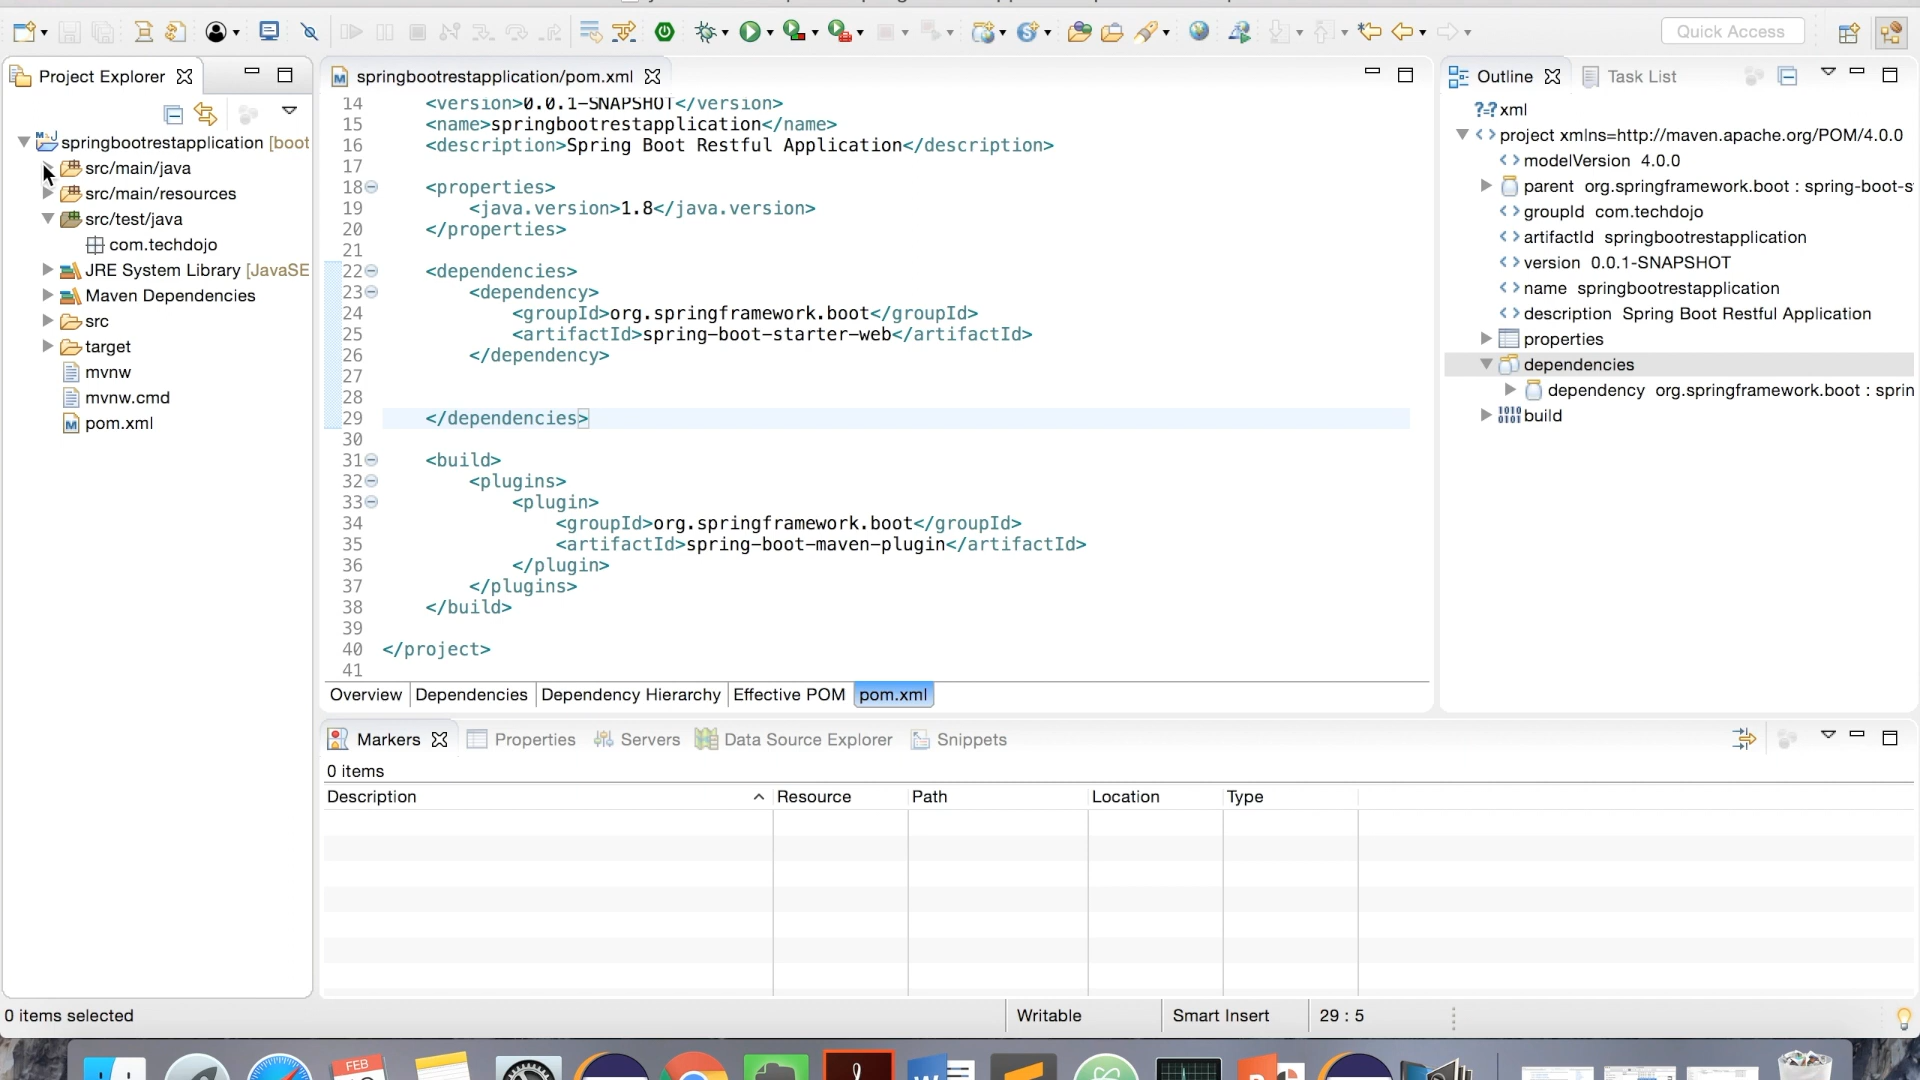 Quick Access
Project Explorer
springbootrestapplication [boot
src/main/java
src/main/resources
src/test/java
com.techdojo
JRE System Library [JavaSE
Maven Dependencies
src
target
mvnw
mvnw.cmd
pom.xml
springbootrestapplication/pom.xml
14 <version>0.0.1-SNAPSHOT</version>
15 <name>springbootrestapplication</name>
16 <description>Spring Boot Restful Application</description>
17
18 <properties>
19 <java.version>1.8</java.version>
20 </properties>
21
22 <dependencies>
23 <dependency>
24 <groupId>org.springframework.boot</groupId>
25 <artifactId>spring-boot-starter-web</artifactId>
26 </dependency>
27
28
29 </dependencies>
30
31 <build>
32 <plugins>
33 <plugin>
34 <groupId>org.springframework.boot</groupId>
35 <artifactId>spring-boot-maven-plugin</artifactId>
36 </plugin>
37 </plugins>
38 </build>
39
40 </project>
41
Overview Dependencies Dependency Hierarchy Effective POM pom.xml
Outline Task List
?=? xml
project xmlns=http://maven.apache.org/POM/4.0.0
modelVersion 4.0.0
parent org.springframework.boot : spring-boot-s
groupId com.techdojo
artifactId springbootrestapplication
version 0.0.1-SNAPSHOT
name springbootrestapplication
description Spring Boot Restful Application
properties
dependencies
dependency org.springframework.boot : sprin
build
Markers Properties Servers Data Source Explorer Snippets
0 items
Description Resource Path Location Type
0 items selected
Writable Smart Insert 29 : 5
FEB